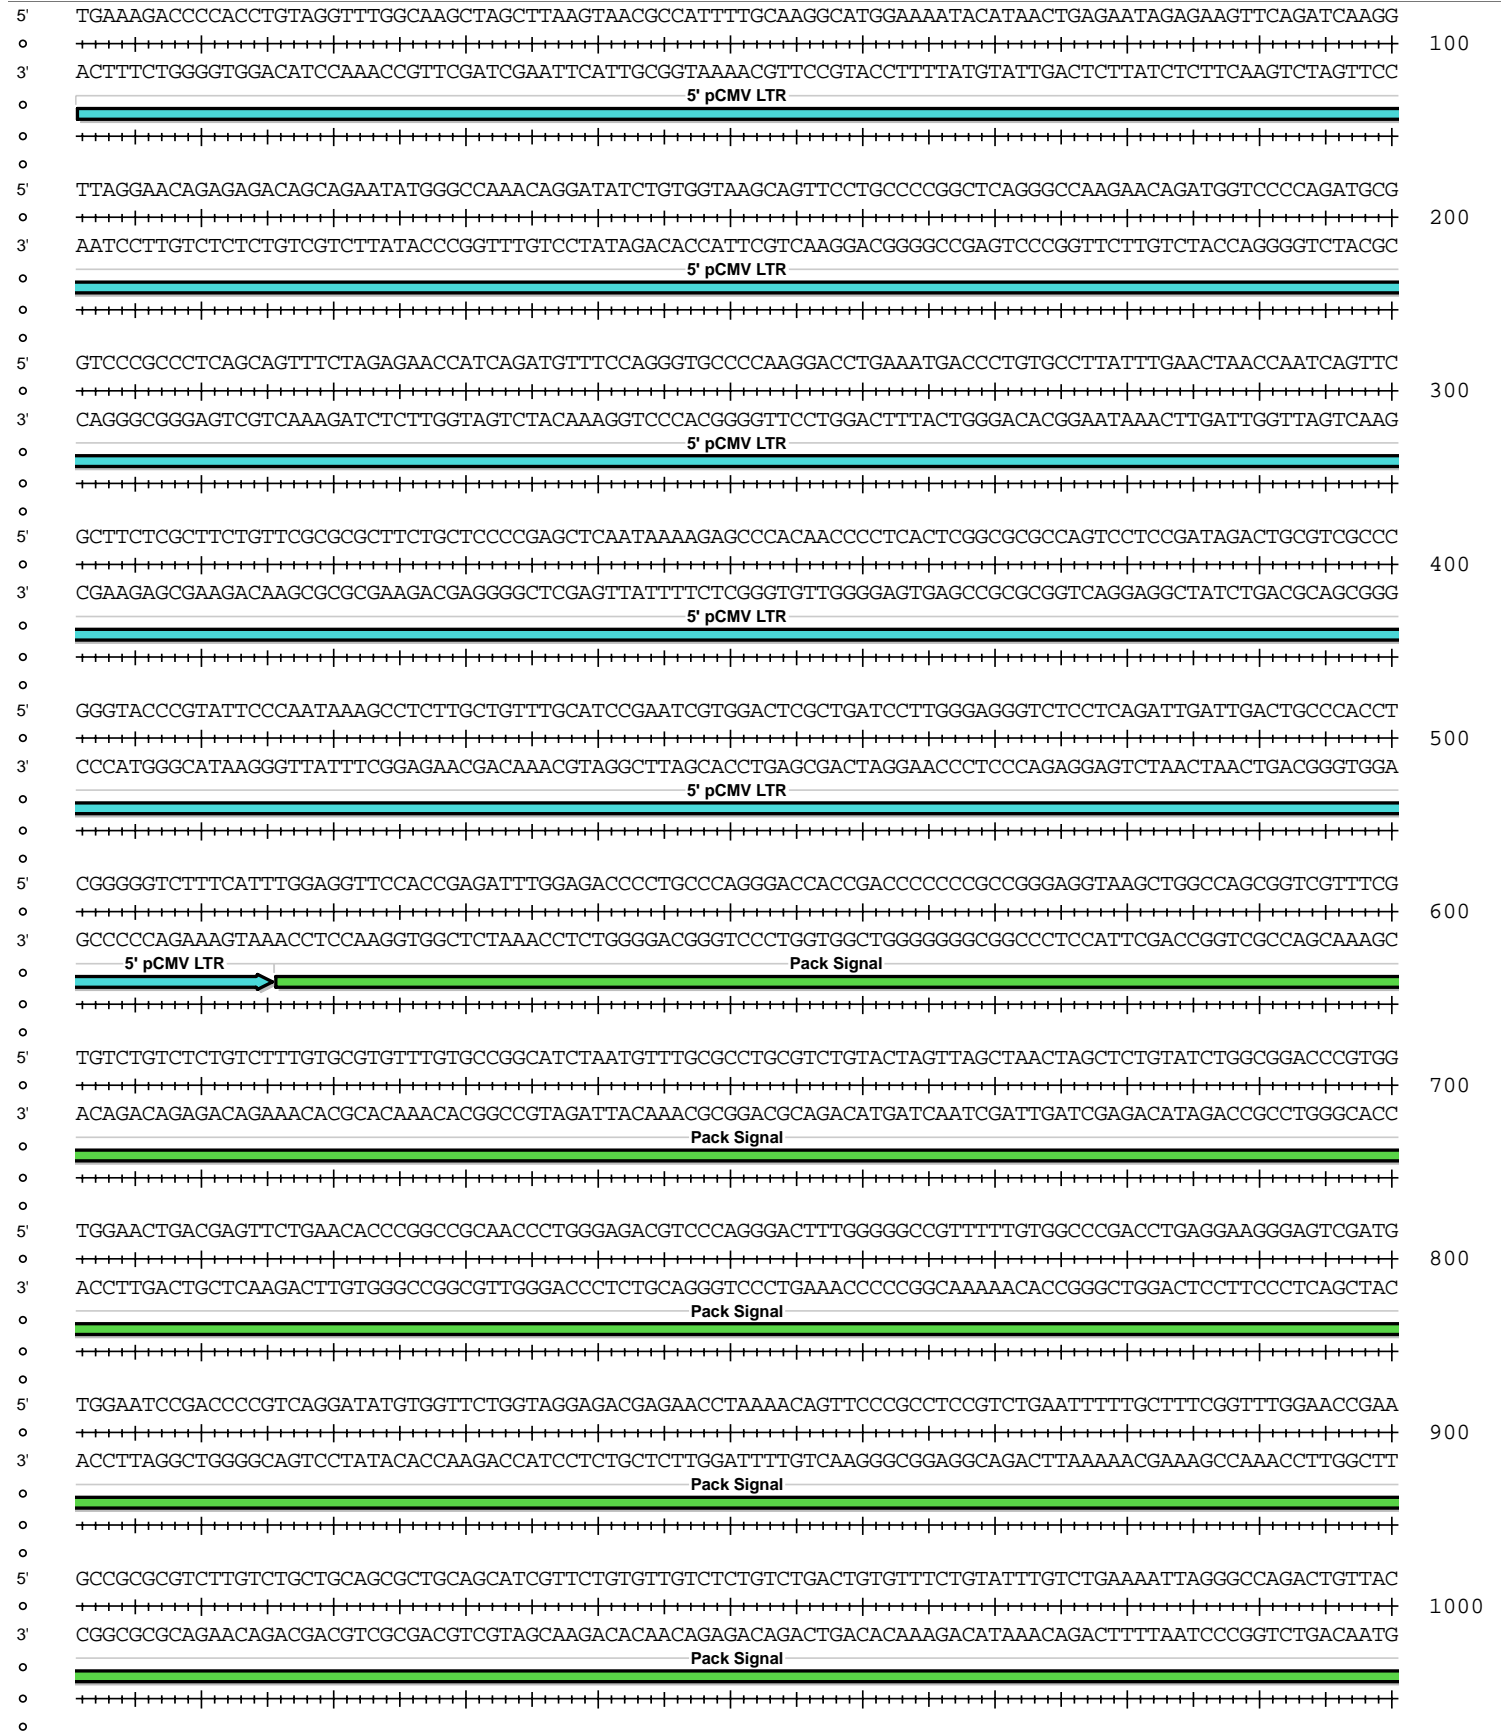 5' TGAAAGACCCCACCTGTAGGTTTGGCAAGCTAGCTTAAGTAACGCCATTTTGCAAGGCATGGAAAATACATAACTGAGAATAGAGAAGTTCAGATCAAGG
100
3' ACTTTCTGGGGTGGACATCCAAACCGTTCGATCGAATTCATTGCGGTAAAACGTTCCGTACCTTTTATGTATTGACTCTTATCTCTTCAAGTCTAGTTCC
5' pCMV LTR
5' TTAGGAACAGAGAGACAGCAGAATATGGGCCAAACAGGATATCTGTGGTAAGCAGTTCCTGCCCCGGCTCAGGGCCAAGAACAGATGGTCCCCAGATGCG
200
3' AATCCTTGTCTCTCTGTCGTCTTATACCCGGTTTGTCCTATAGACACCATTCGTCAAGGACGGGGCCGAGTCCCGGTTCTTGTCTACCAGGGGTCTACGC
5' pCMV LTR
5' GTCCCGCCCTCAGCAGTTTCTAGAGAACCATCAGATGTTTCCAGGGTGCCCCAAGGACCTGAAATGACCCTGTGCCTTATTTGAACTAACCAATCAGTTC
300
3' CAGGGCGGGAGTCGTCAAAGATCTCTTGGTAGTCTACAAAGGTCCCACGGGGTTCCTGGACTTTACTGGGACACGGAATAAACTTGATTGGTTAGTCAAG
5' pCMV LTR
5' GCTTCTCGCTTCTGTTCGCGCGCTTCTGCTCCCCGAGCTCAATAAAAGAGCCCACAACCCCTCACTCGGCGCGCCAGTCCTCCGATAGACTGCGTCGCCC
400
3' CGAAGAGCGAAGACAAGCGCGCGAAGACGAGGGGCTCGAGTTATTTTCTCGGGTGTTGGGGAGTGAGCCGCGCGGTCAGGAGGCTATCTGACGCAGCGGG
5' pCMV LTR
5' GGGTACCCGTATTCCCAATAAAGCCTCTTGCTGTTTGCATCCGAATCGTGGACTCGCTGATCCTTGGGAGGGTCTCCTCAGATTGATTGACTGCCCACCT
500
3' CCCATGGGCATAAGGGTTATTTCGGAGAACGACAAACGTAGGCTTAGCACCTGAGCGACTAGGAACCCTCCCAGAGGAGTCTAACTAACTGACGGGTGGA
5' pCMV LTR
5' CGGGGGTCTTTCATTTGGAGGTTCCACCGAGATTTGGAGACCCCTGCCCAGGGACCACCGACCCCCCCGCCGGGAGGTAAGCTGGCCAGCGGTCGTTTCG
600
3' GCCCCCAGAAAGTAAACCTCCAAGGTGGCTCTAAACCTCTGGGGACGGGTCCCTGGTGGCTGGGGGGGCGGCCCTCCATTCGACCGGTCGCCAGCAAAGC
5' pCMV LTR Pack Signal
5' TGTCTGTCTCTGTCTTTGTGCGTGTTTGTGCCGGCATCTAATGTTTGCGCCTGCGTCTGTACTAGTTAGCTAACTAGCTCTGTATCTGGCGGACCCGTGG
700
3' ACAGACAGAGACAGAAACACGCACAAACACGGCCGTAGATTACAAACGCGGACGCAGACATGATCAATCGATTGATCGAGACATAGACCGCCTGGGCACC
Pack Signal
5' TGGAACTGACGAGTTCTGAACACCCGGCCGCAACCCTGGGAGACGTCCCAGGGACTTTGGGGGCCGTTTTTGTGGCCCGACCTGAGGAAGGGAGTCGATG
800
3' ACCTTGACTGCTCAAGACTTGTGGGCCGGCGTTGGGACCCTCTGCAGGGTCCCTGAAACCCCCGGCAAAAACACCGGGCTGGACTCCTTCCCTCAGCTAC
Pack Signal
5' TGGAATCCGACCCCGTCAGGATATGTGGTTCTGGTAGGAGACGAGAACCTAAAACAGTTCCCGCCTCCGTCTGAATTTTTGCTTTCGGTTTGGAACCGAA
900
3' ACCTTAGGCTGGGGCAGTCCTATACACCAAGACCATCCTCTGCTCTTGGATTTTGTCAAGGGCGGAGGCAGACTTAAAAACGAAAGCCAAACCTTGGCTT
Pack Signal
5' GCCGCGCGTCTTGTCTGCTGCAGCGCTGCAGCATCGTTCTGTGTTGTCTCTGTCTGACTGTGTTTCTGTATTTGTCTGAAAATTAGGGCCAGACTGTTAC
1000
3' CGGCGCGCAGAACAGACGACGTCGCGACGTCGTAGCAAGACACAACAGAGACAGACTGACACAAAGACATAAACAGACTTTTAATCCCGGTCTGACAATG
Pack Signal